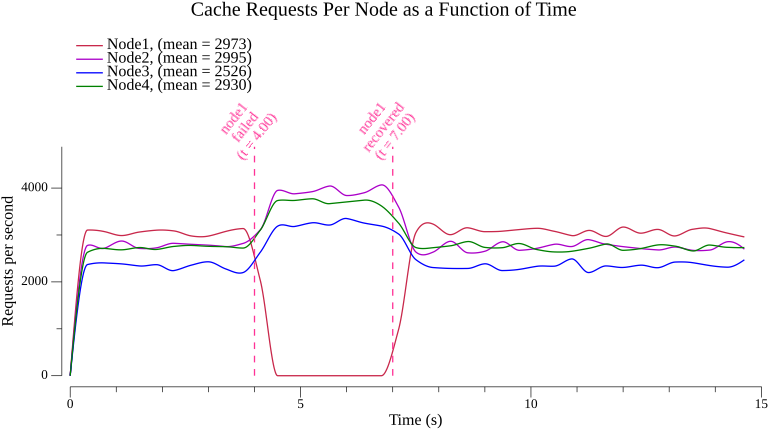 Cache Requests Per Node as a Function of Time
Node1, (mean = 2973)
Node2, (mean = 2995)
Node3, (mean = 2526)
Node4, (mean = 2930)
node1
failed
(t = 4.00)
node1
recovered
(t = 7.00)
Requests per second
4000
2000
0
0
5
10
15
Time (s)